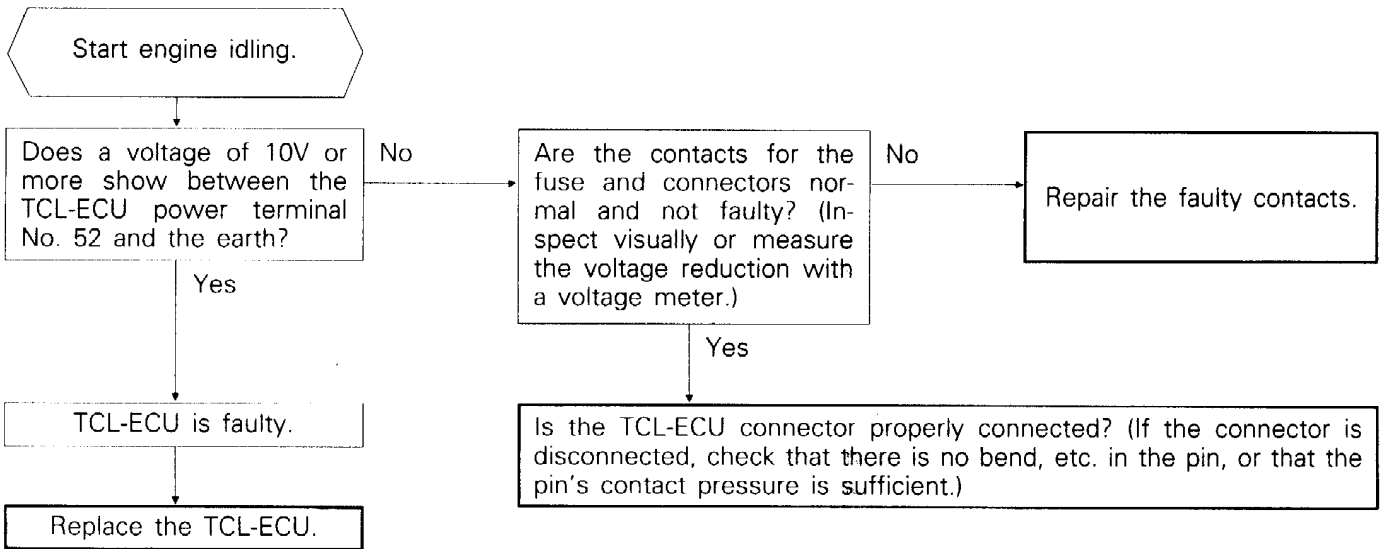 Start engine idling.
Does a voltage of 10V or
more show between the
TCL-ECU power terminal
No. 52 and the earth?
No
Are the contacts for the
fuse and connectors nor-
mal and not faulty? (In-
spect visually or measure
the voltage reduction with
a voltage meter.)
No
Repair the faulty contacts.
Yes
Yes
TCL-ECU is faulty.
Is the TCL-ECU connector properly connected? (If the connector is
disconnected, check that there is no bend, etc. in the pin, or that the
pin's contact pressure is sufficient.)
Replace the TCL-ECU.